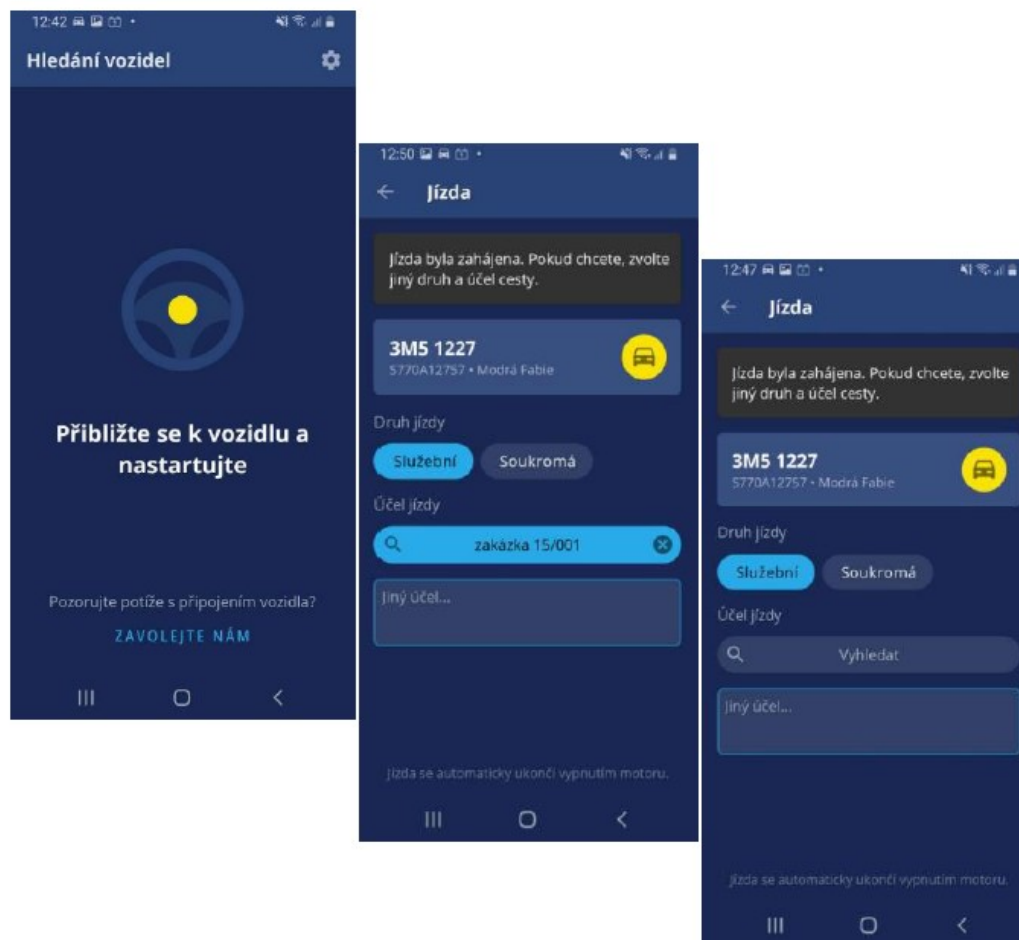 12:42
Hledání vozidel
Přibližte se k vozidlu a
nastartujte
Pozorujte potíže s připojením vozidla?
ZAVOLEJTE NÁM
12:50
Jízda
Jízda byla zahájena. Pokud chcete, zvolte
jiný druh a účel cesty.
3M5 1227
S770A12757 • Modrá Fabie
Druh jízdy
Služební Soukromá
Účel jízdy
zakázka 15/001
Jiný účel...
Jízda se automaticky ukončí vypnutím motoru.
12:47
Jízda
Jízda byla zahájena. Pokud chcete, zvolte
jiný druh a účel cesty.
3M5 1227
S770A12757 • Modrá Fabie
Druh jízdy
Služební Soukromá
Účel jízdy
Vyhledat
Jiný účel...
Jízda se automaticky ukončí vypnutím motoru.